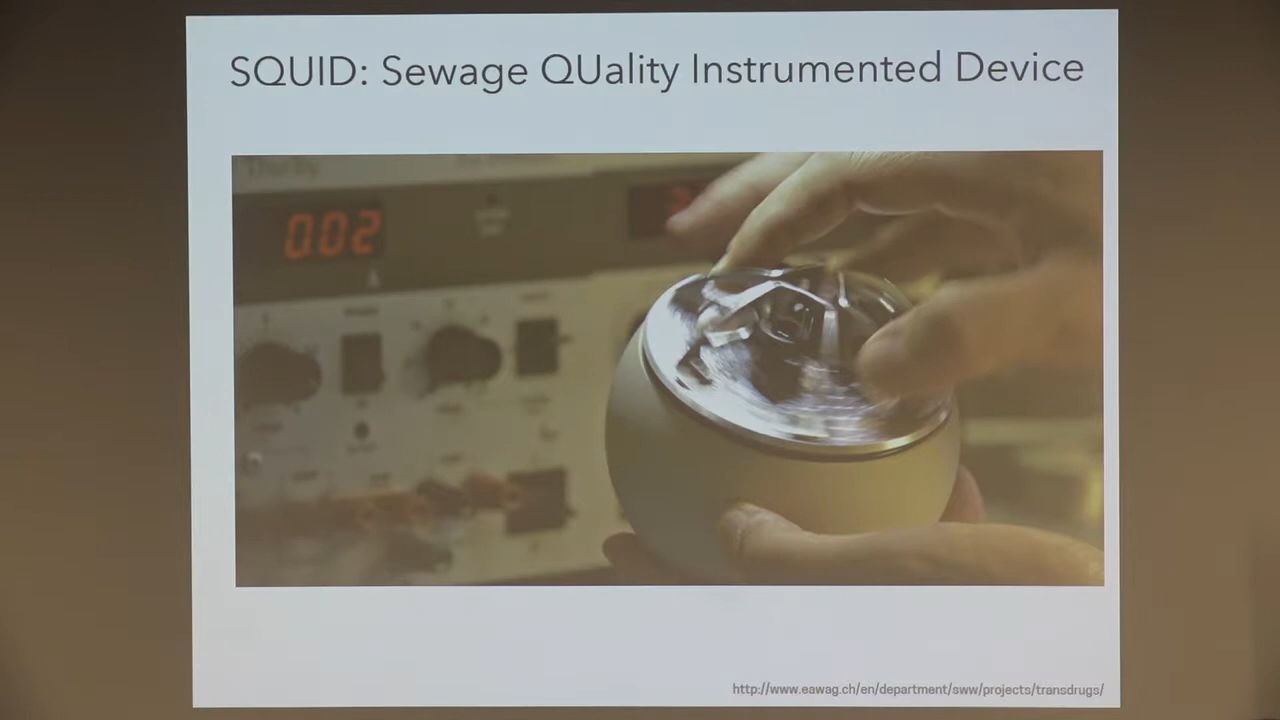 SQUID: Sewage QUality Instrumented Device
002
http://www.eawag.ch/en/department/sww/projects/transdrugs/